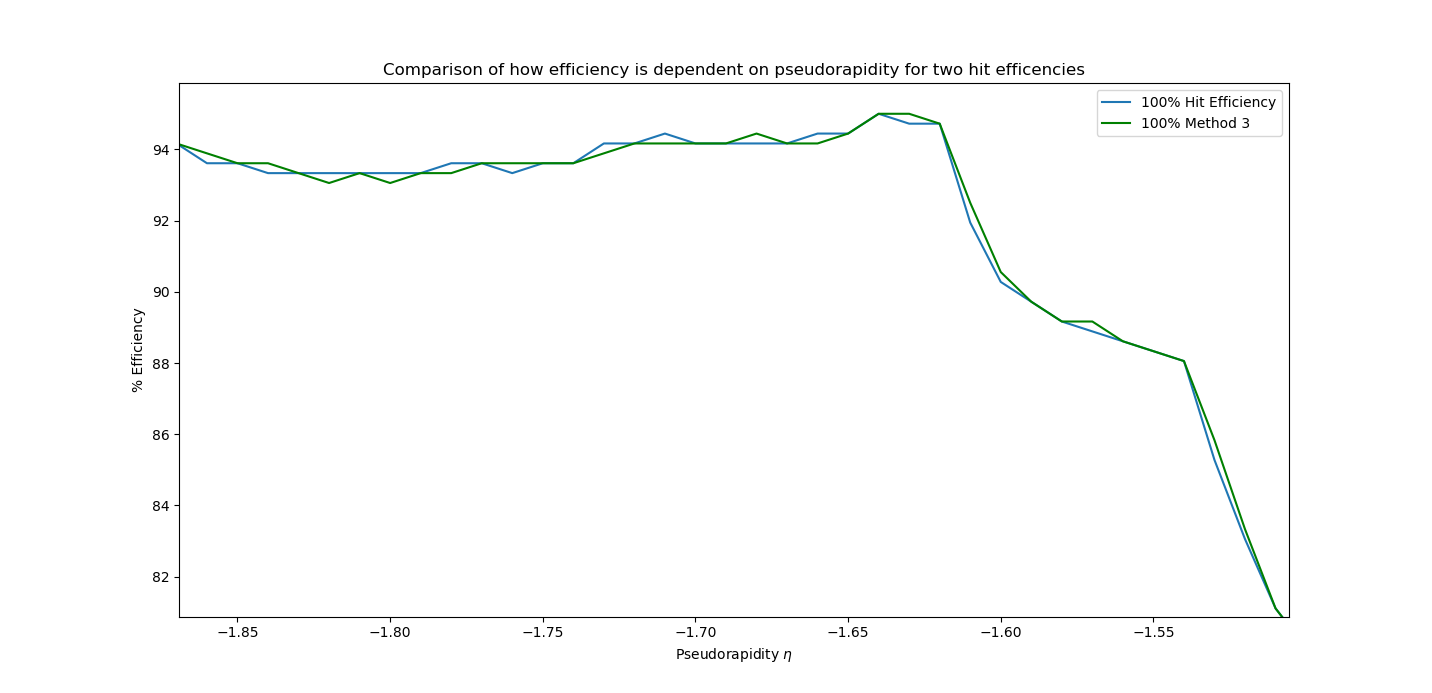 Comparison of how efficiency is dependent on pseudorapidity for two hit efficencies
100% Hit Efficiency
100% Method 3
94
92
90
88
86
84
82
% Efficiency
−1.85 −1.80 −1.75 −1.70 −1.65 −1.60 −1.55
Pseudorapidity η